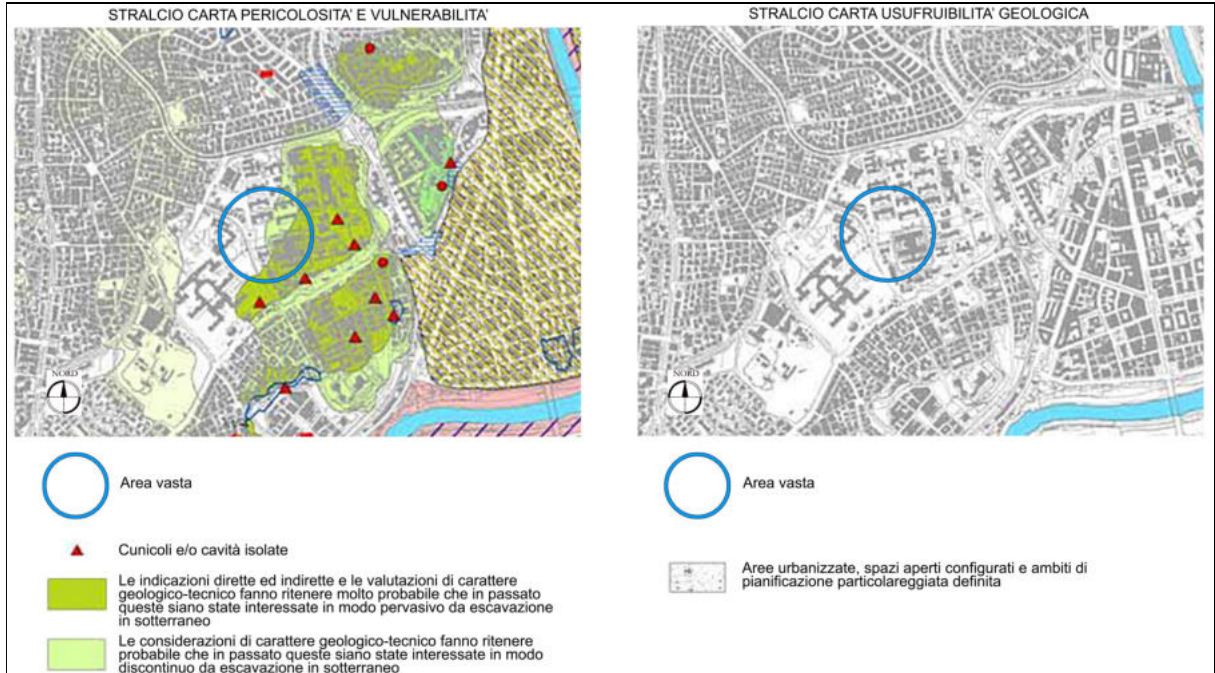 STRALCIO CARTA PERICOLOSITA' E VULNERABILITA'
NORD
Area vasta
Cunicoli e/o cavità isolate
Le indicazioni dirette ed indirette e le valutazioni di carattere
geologico-tecnico fanno ritenere molto probabile che in passato
queste siano state interessate in modo pervasivo da escavazione
in sotterraneo
Le considerazioni di carattere geologico-tecnico fanno ritenere
probabile che in passato queste siano state interessate in modo
discontinuo da escavazione in sotterraneo
STRALCIO CARTA USUFRUIBILITA' GEOLOGICA
NORD
Area vasta
Aree urbanizzate, spazi aperti configurati e ambiti di
pianificazione particolareggiata definita